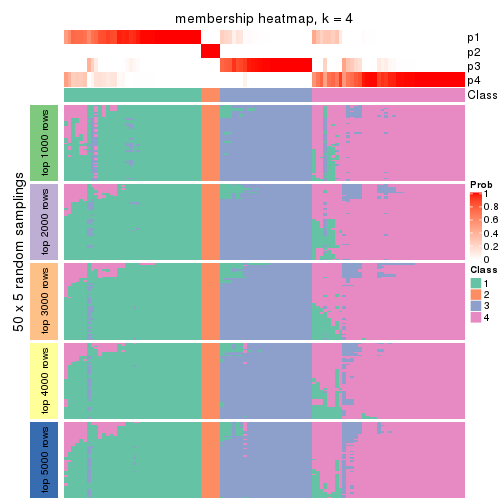 membership heatmap, k = 4
p1
p2
p3
p4
Class
50 x 5 random samplings
top 1000 rows
top 2000 rows
top 3000 rows
top 4000 rows
top 5000 rows
Prob
1
0.8
0.6
0.4
0.2
0
Class
1
2
3
4